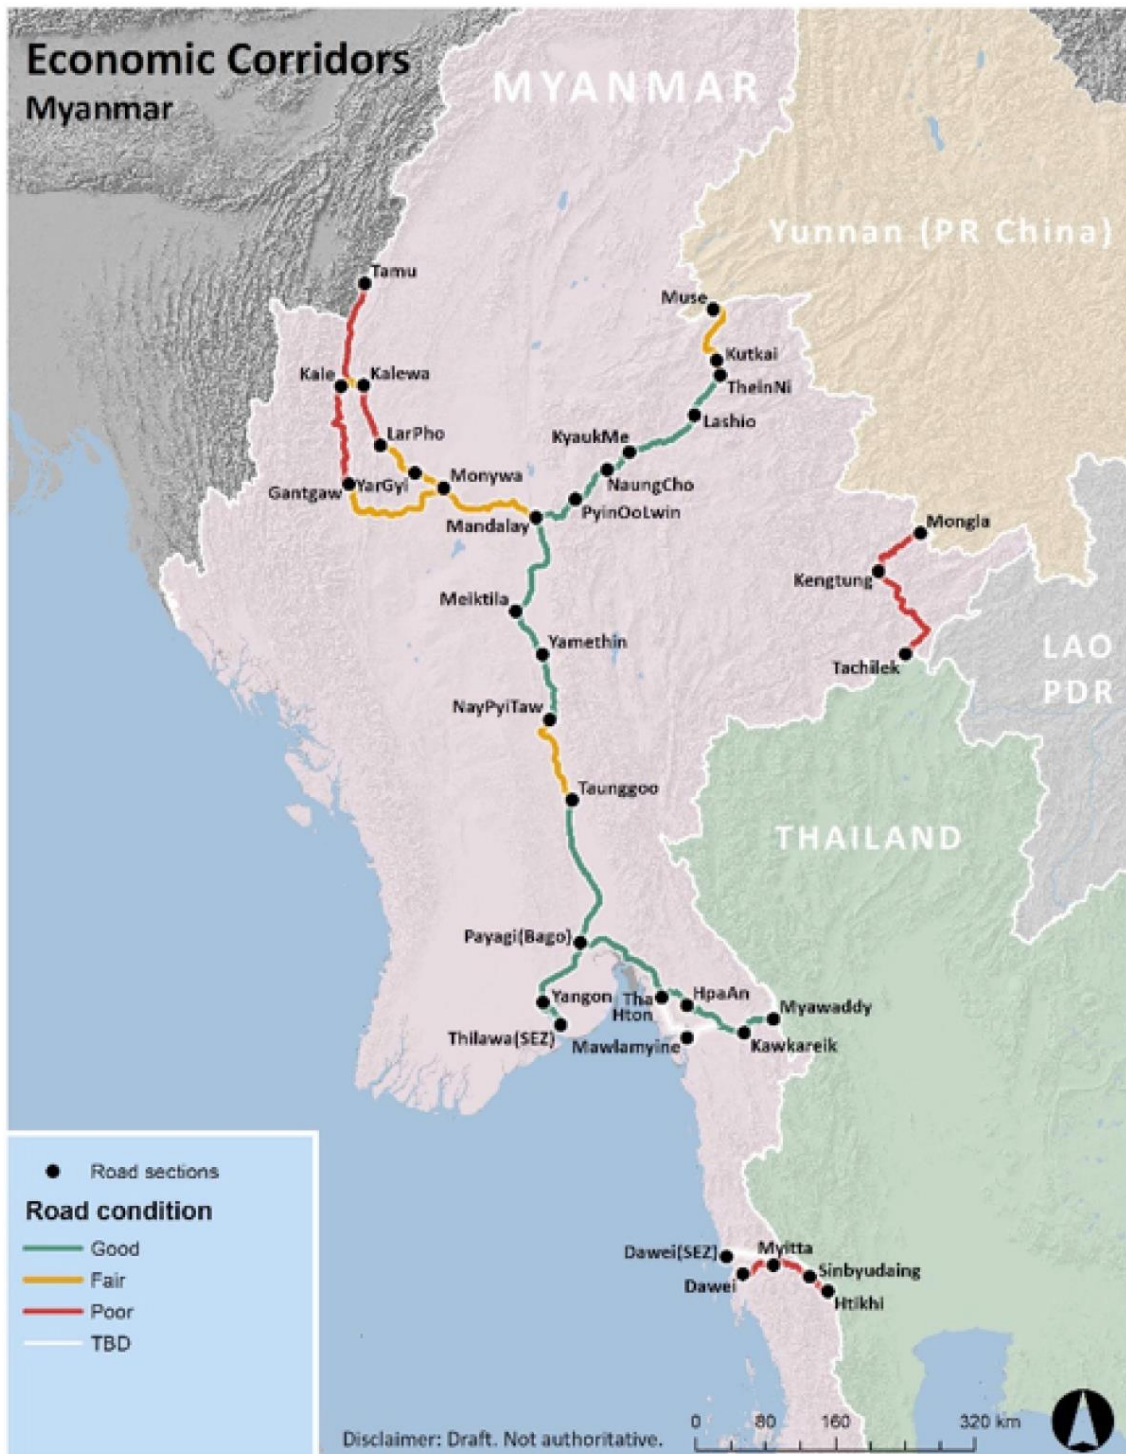 Economic Corridors
Myanmar
MYANMAR
Yunnan (PR China)
Tamu
Muse
Kutkai
Kale
Kalewa
TheinNi
Lashio
LarPho
KyaukMe
Monywa
NaungCho
Gantgaw
YarGyi
PyinOoLwin
Mandalay
Mongla
Kengtung
Meiktila
Yamethin
LAO
PDR
Tachilek
NayPyiTaw
Taunggoo
THAILAND
Payagi(Bago)
Yangon
Tha
Hton
HpaAn
Myawaddy
Thilawa(SEZ)
Mawlamyine
Kawkareik
Road sections
Road condition
Good
Fair
Poor
TBD
Dawei(SEZ)
Myitta
Dawei
Sinbyudaing
Htikhi
0 80 160 320 km
Disclaimer: Draft. Not authoritative.